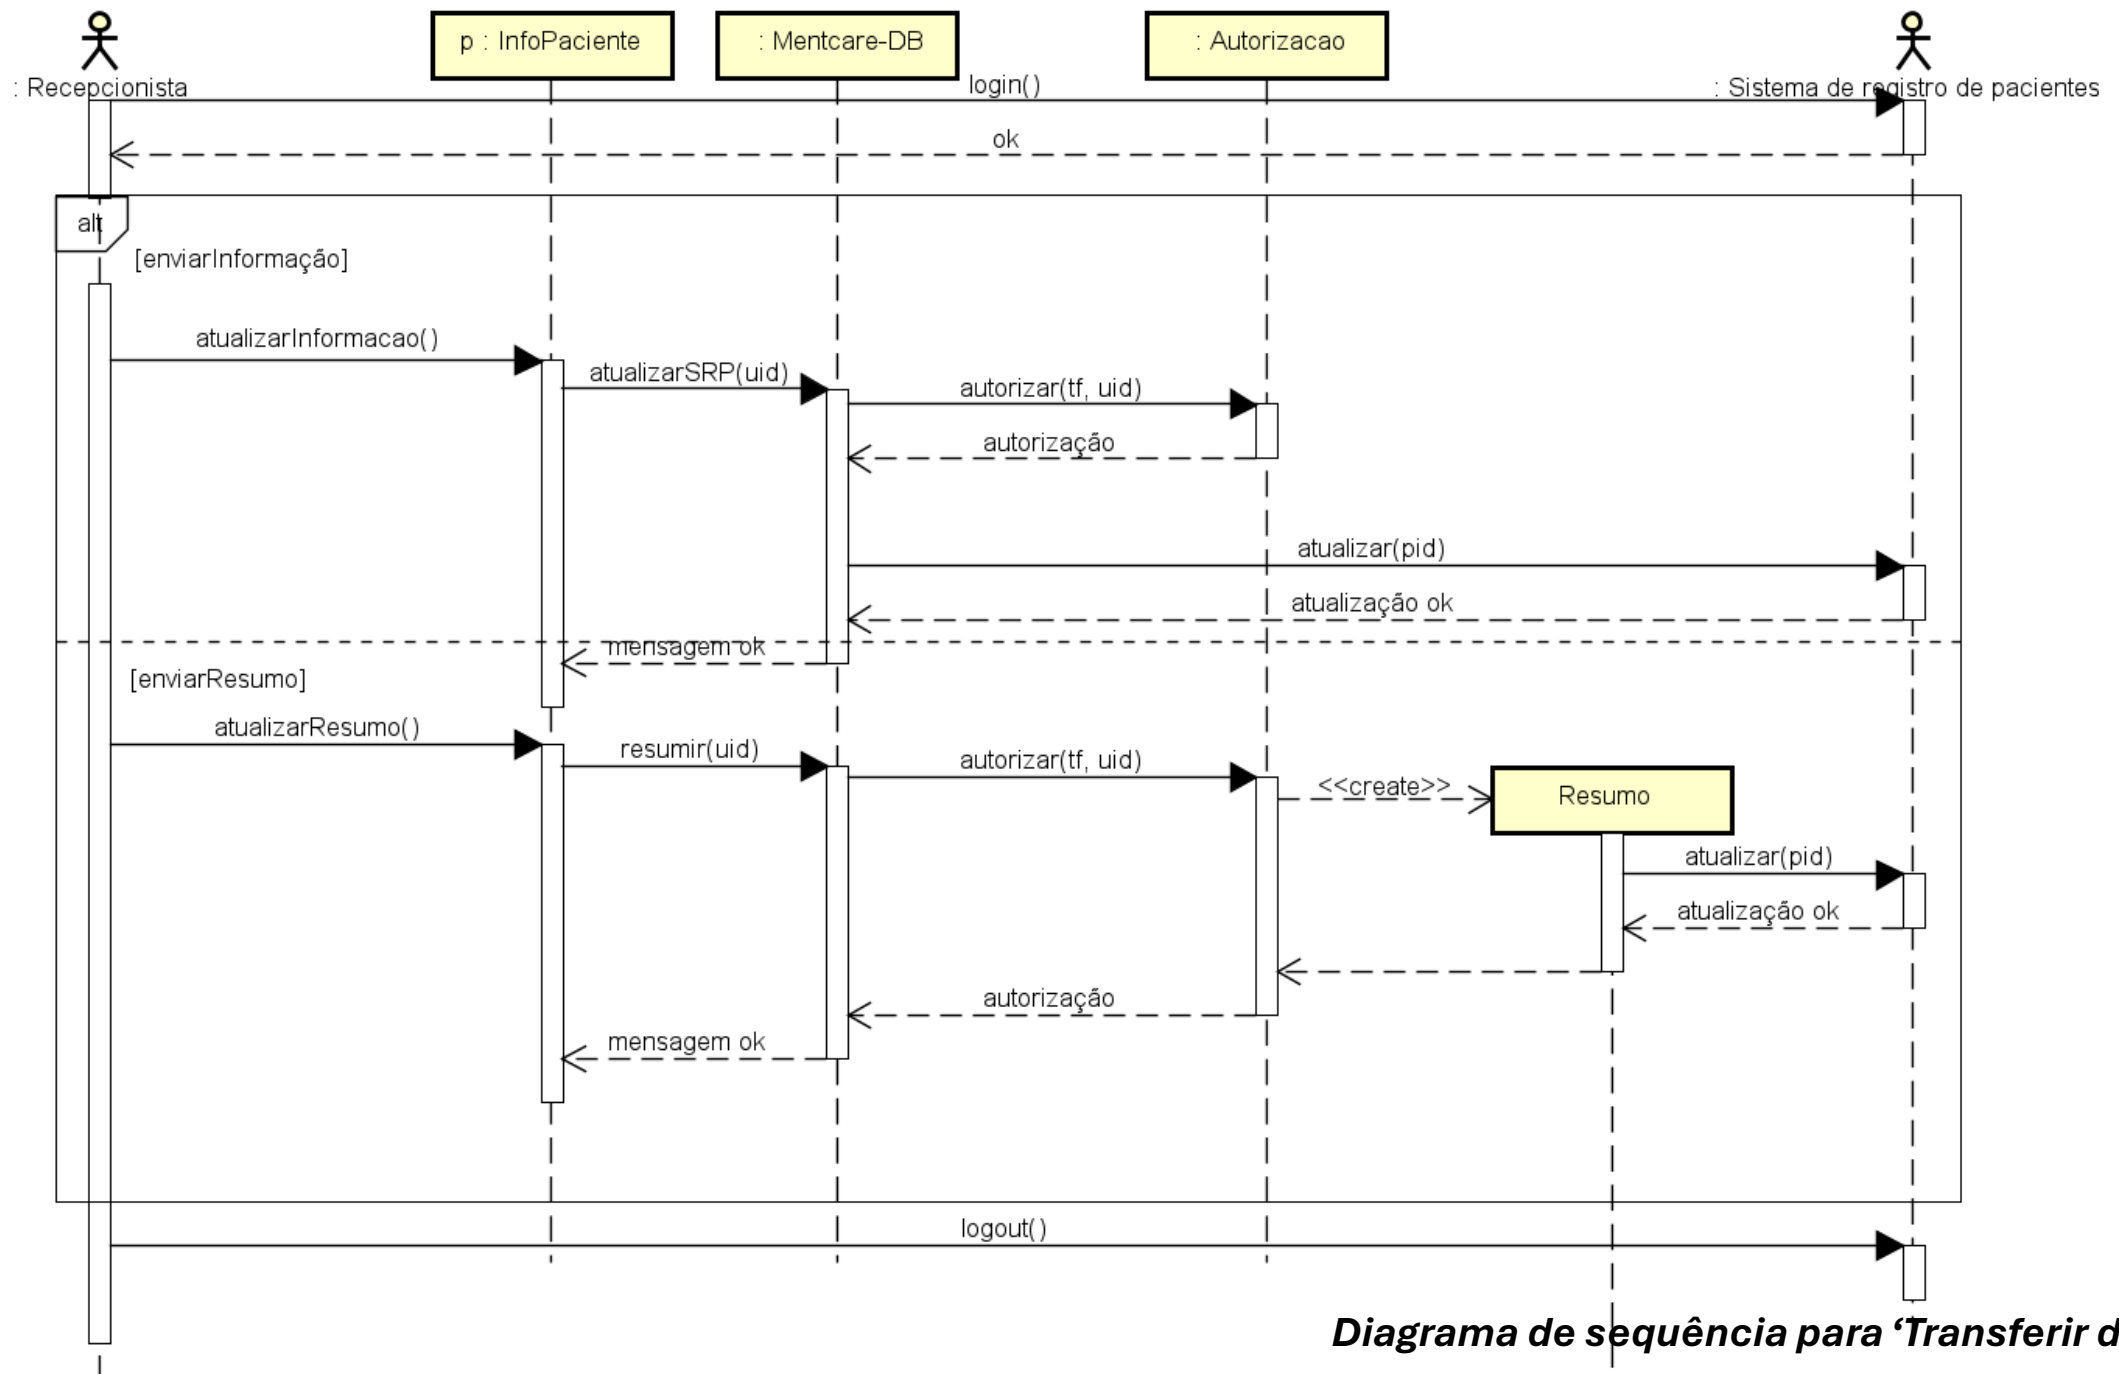 p : InfoPaciente
: Mentcare-DB
: Autorizacao
: Recepcionista
login()
: Sistema de registro de pacientes
ok
alt
[enviarInformação]
atualizarInformacao()
atualizarSRP(uid)
autorizar(tf, uid)
autorização
atualizar(pid)
atualização ok
mensagem ok
[enviarResumo]
atualizarResumo()
resumir(uid)
autorizar(tf, uid)
<<create>>
Resumo
atualizar(pid)
atualização ok
autorização
mensagem ok
logout()
Diagrama de sequência para ‘Transferir d